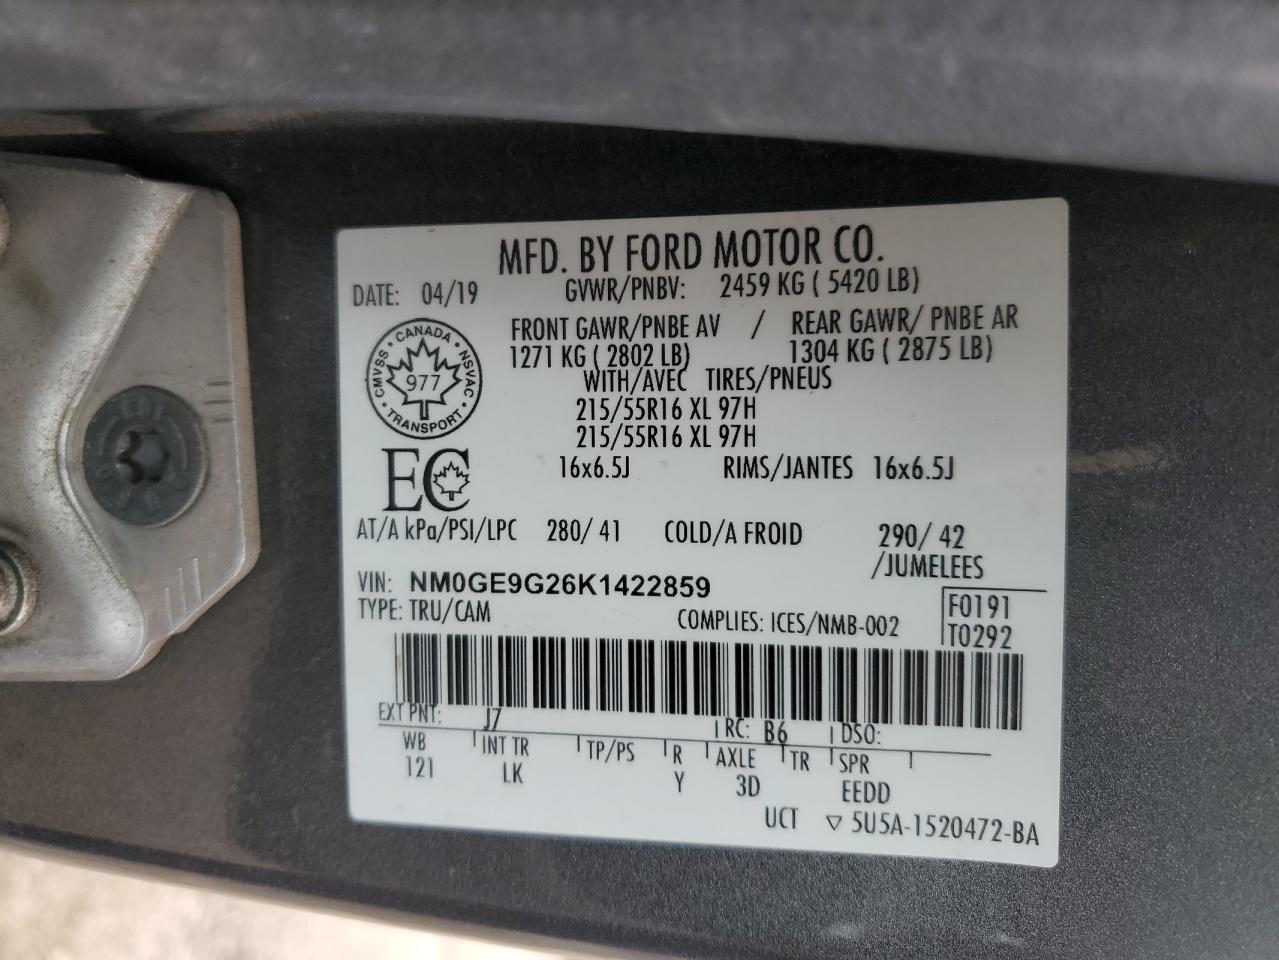 MFD. BY FORD MOTOR CO.
DATE: 04/19 GVWR/PNBV: 2459 KG ( 5420 LB)
FRONT GAWR/PNBE AV / REAR GAWR/ PNBE AR
1271 KG ( 2802 LB) 1304 KG ( 2875 LB)
WITH/AVEC TIRES/PNEUS
215/55R16 XL 97H
215/55R16 XL 97H
16x6.5J RIMS/JANTES 16x6.5J
CANADA
CMVSS NSVAC
977
TRANSPORT
EC
AT/A kPa/PSI/LPC 280/ 41 COLD/A FROID 290/ 42
/JUMELEES
VIN: NM0GE9G26K1422859
TYPE: TRU/CAM COMPLIES: ICES/NMB-002
F0191
T0292
EXT PNT: J7 RC: B6 DSO:
WB INT TR TP/PS R AXLE TR SPR
121 LK Y 3D EEDD
UCT ▽ 5U5A-1520472-BA